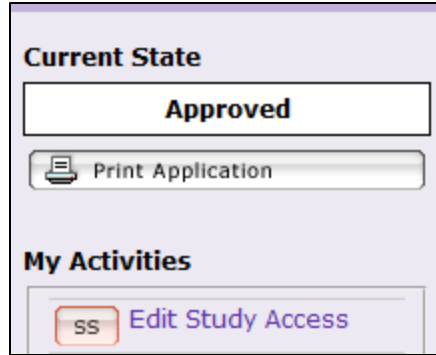 Current State
Approved
Print Application
My Activities
SS Edit Study Access